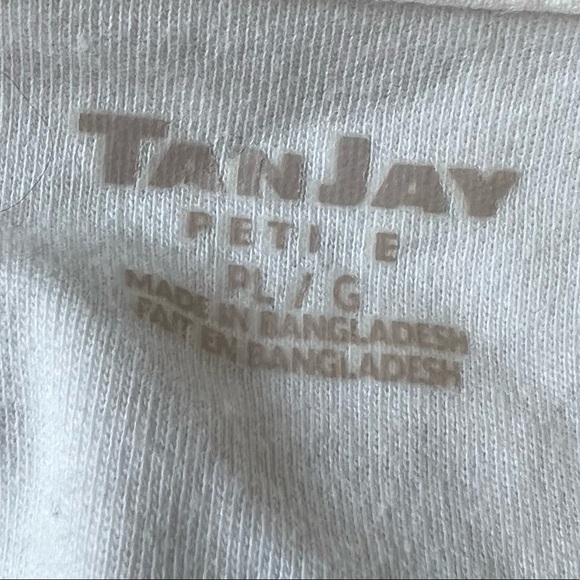 TANJAY
PETI E
PL / G
MADE IN BANGLADESH
FAIT EN BANGLADESH